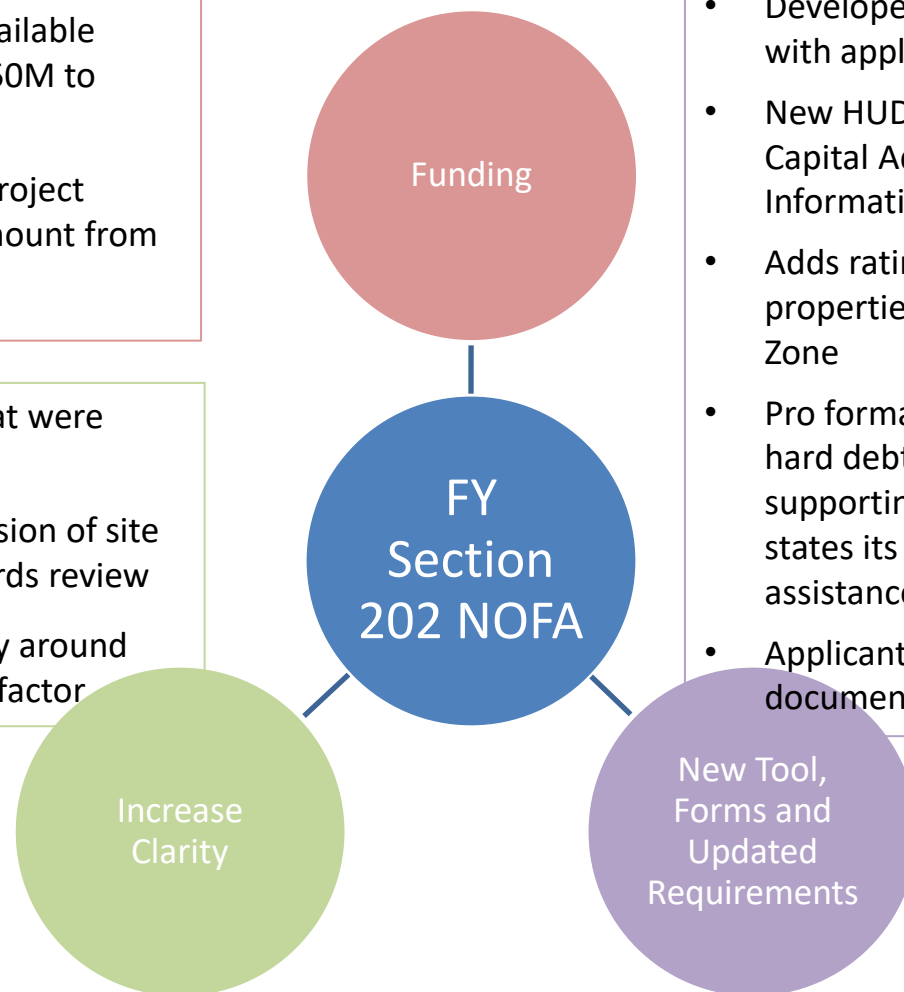 ailable
60M to
roject
nount from
at were
sion of site
rds review
y around
factor
Funding
FY
Section
202 NOFA
Increase
Clarity
New Tool,
Forms and
Updated
Requirements
• Develope
with appl
• New HUD
Capital Ac
Informati
• Adds ratin
propertie
Zone
• Pro forma
hard debt
supportin
states its
assistance
• Applicant
documen